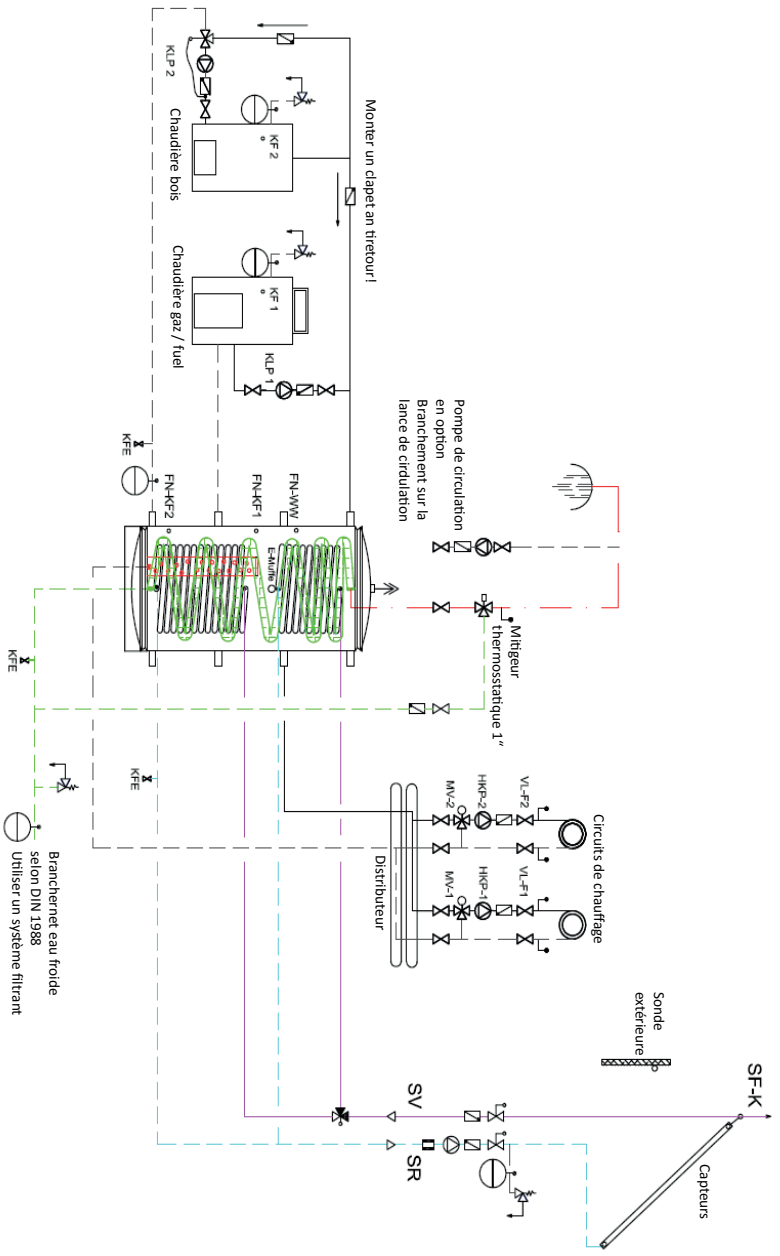 KLP 2
Chaudière bois
KF 2
Monter un clapet an tiretour!
Chaudière gaz / fuel
KF 1
KLP 1
KFE
FN-KF2
FN-KF1
FN-WW
E-Muffe
Pompe de circulation
en option
Branchement sur la
lance de cirdulation
Mitigeur
thermosstatique 1“
KFE
KFE
Branchernet eau froide
selon DIN 1988
Utiliser un système filtrant
Distributeur
MV-2
HKP-2
VL-F2
MV-1
HKP-1
VL-F1
Circuits de chauffage
Sonde
extérieure
SV
SR
SF-K
Capteurs